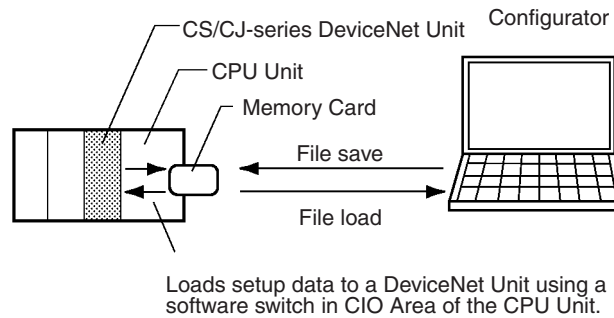 CS/CJ-series DeviceNet Unit
Configurator
CPU Unit
Memory Card
File save
File load
Loads setup data to a DeviceNet Unit using a
software switch in CIO Area of the CPU Unit.